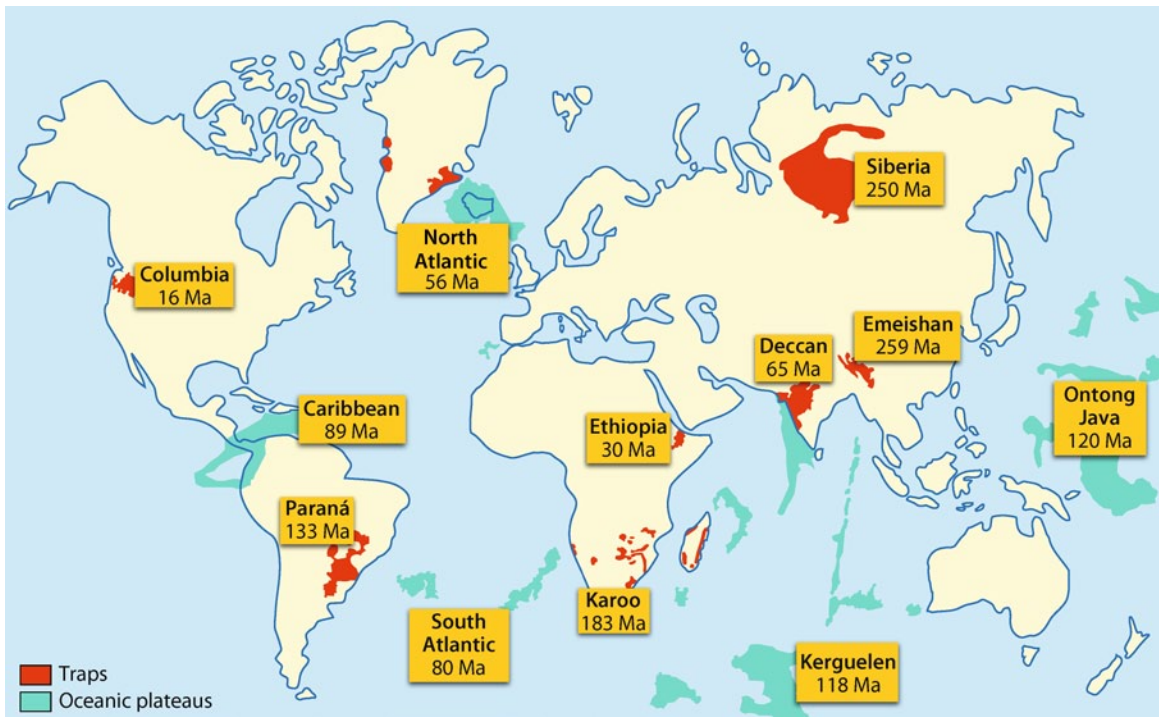 Siberia
250 Ma
North
Atlantic
56 Ma
Columbia
16 Ma
Emeishan
259 Ma
Deccan
65 Ma
Ontong
Java
120 Ma
Caribbean
89 Ma
Ethiopia
30 Ma
Paraná
133 Ma
Karoo
183 Ma
South
Atlantic
80 Ma
Kerguelen
118 Ma
Traps
Oceanic plateaus